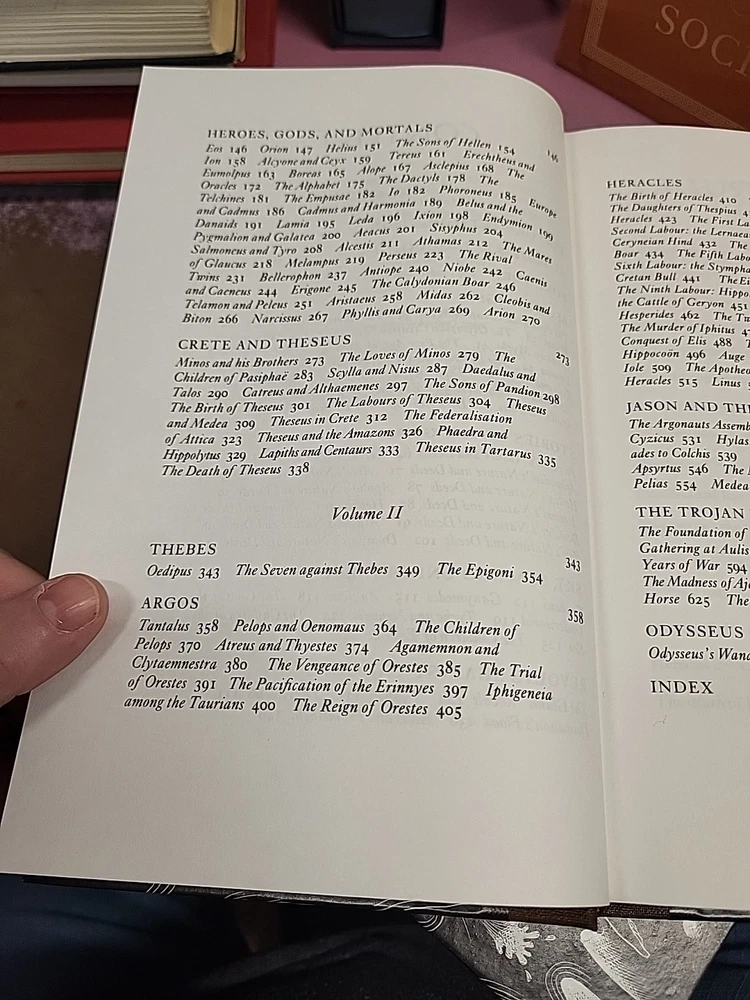 SOCI
HEROES, GODS, AND MORTALS 146
Eos 146 Orion 147 Helius 151 The Sons of Hellen 154
Ion 158 Alcyone and Ceyx 159 Tereus 161 Erechtheus and
Eumolpus 163 Boreas 165 Alope 167 Asclepius 168 The
Oracles 172 The Alphabet 175 The Dactyls 178 The
Telchines 181 The Empusae 182 Io 182 Phoroneus 185 Europe
and Cadmus 186 Cadmus and Harmonia 189 Belus and the
Danaids 191 Lamia 195 Leda 196 Ixion 198 Endymion 199
Pygmalion and Galatea 200 Aeacus 201 Sisyphus 204
Salmoneus and Tyro 208 Alcestis 211 Athamas 212 The Mares
of Glaucus 218 Melampus 219 Perseus 223 The Rival
Twins 231 Bellerophon 237 Antiope 240 Niobe 242 Caenis
and Caeneus 244 Erigone 245 The Calydonian Boar 246
Telamon and Peleus 251 Aristaeus 258 Midas 262 Cleobis and
Biton 266 Narcissus 267 Phyllis and Carya 269 Arion 270
CRETE AND THESEUS 273
Minos and his Brothers 273 The Loves of Minos 279 The
Children of Pasiphaë 283 Scylla and Nisus 287 Daedalus and
Talos 290 Catreus and Althaemenes 297 The Sons of Pandion 298
The Birth of Theseus 301 The Labours of Theseus 304 Theseus
and Medea 309 Theseus in Crete 312 The Federalisation
of Attica 323 Theseus and the Amazons 326 Phaedra and
Hippolytus 329 Lapiths and Centaurs 333 Theseus in Tartarus 335
The Death of Theseus 338
Volume II
THEBES 343
Oedipus 343 The Seven against Thebes 349 The Epigoni 354
ARGOS 358
Tantalus 358 Pelops and Oenomaus 364 The Children of
Pelops 370 Atreus and Thyestes 374 Agamemnon and
Clytaemnestra 380 The Vengeance of Orestes 385 The Trial
of Orestes 391 The Pacification of the Erinnyes 397 Iphigeneia
among the Taurians 400 The Reign of Orestes 405
HERACLES
The Birth of Heracles 410
The Daughters of Thespius 4
Heracles 423 The First La
Second Labour: the Lernaea
Ceryneian Hind 432 The
Boar 434 The Fifth Labo
Sixth Labour: the Stympha
Cretan Bull 441 The Ei
The Ninth Labour: Hippo
the Cattle of Geryon 451
Hesperides 462 The Tw
The Murder of Iphitus 47
Conquest of Elis 488 T
Hippocoön 496 Auge
Iole 509 The Apotheo
Heracles 515 Linus
JASON AND THE
The Argonauts Assemb
Cyzicus 531 Hylas
ades to Colchis 539
Apsyrtus 546 The
Pelias 554 Medea
THE TROJAN
The Foundation of
Gathering at Aulis
Years of War 594
The Madness of Aja
Horse 625 The
ODYSSEUS
Odysseus's Wand
INDEX